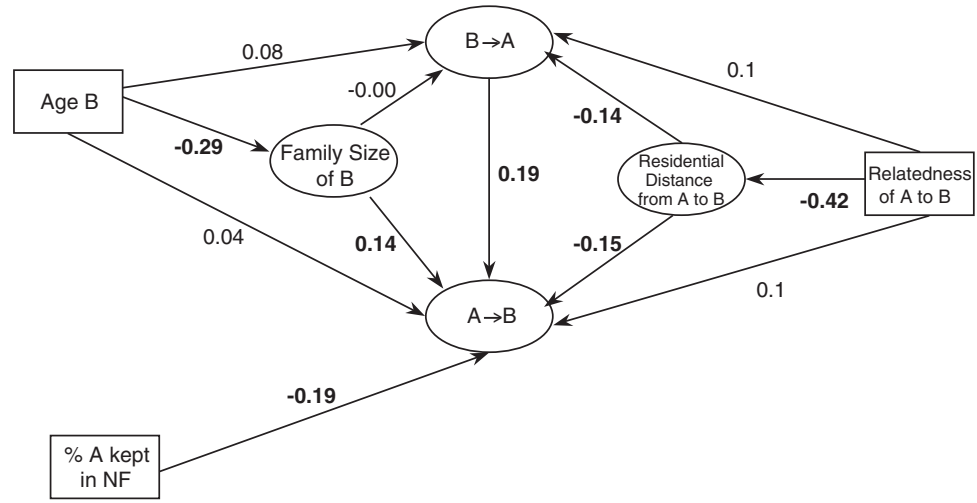 B→A
0.08
0.1
Age B
-0.00
-0.14
-0.29
Family Size
of B
0.19
Residential
Distance
from A to B
-0.42
Relatedness
of A to B
0.04
0.14
-0.15
0.1
A→B
-0.19
% A kept
in NF